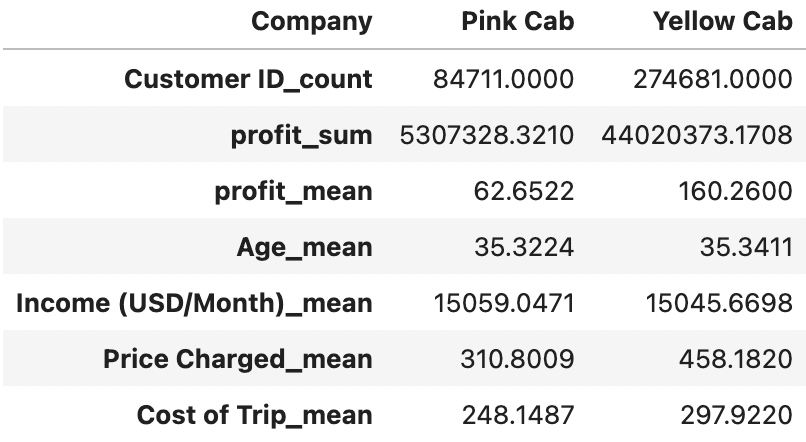 Company Pink Cab Yellow Cab
Customer ID_count 84711.0000 274681.0000
profit_sum 5307328.3210 44020373.1708
profit_mean 62.6522 160.2600
Age_mean 35.3224 35.3411
Income (USD/Month)_mean 15059.0471 15045.6698
Price Charged_mean 310.8009 458.1820
Cost of Trip_mean 248.1487 297.9220